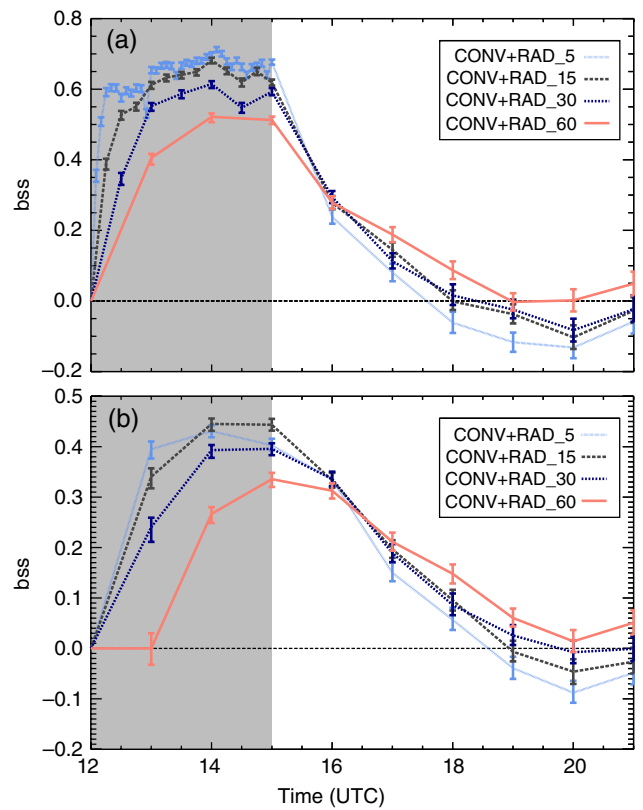 (a)
CONV+RAD_5
CONV+RAD_15
CONV+RAD_30
CONV+RAD_60
0.8
0.6
0.4
0.2
0.0
−0.2
bss
(b)
CONV+RAD_5
CONV+RAD_15
CONV+RAD_30
CONV+RAD_60
0.5
0.4
0.3
0.2
0.1
0.0
−0.1
−0.2
bss
12 14 16 18 20
Time (UTC)